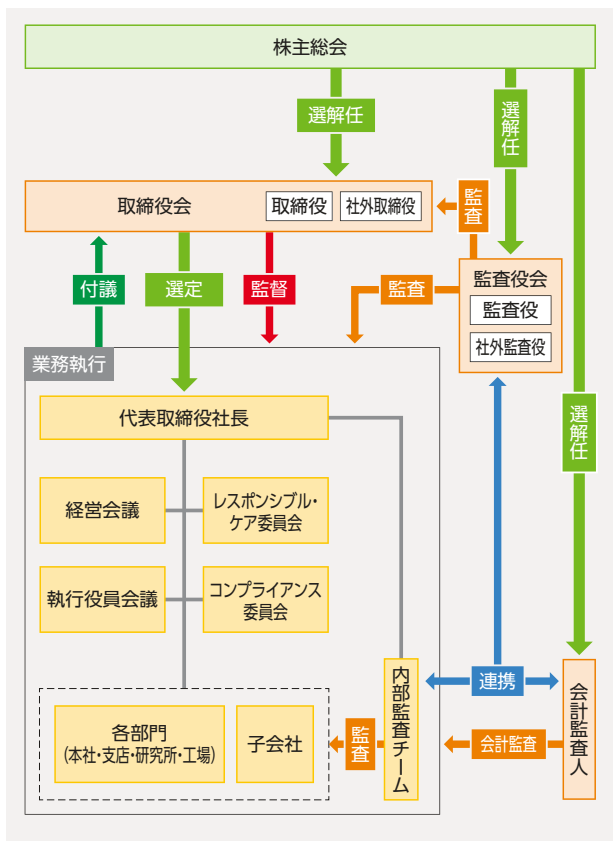 株主総会
選解任
選解任
取締役会
取締役
社外取締役
監査
付議
選定
監督
監査
監査役会
監査役
社外監査役
業務執行
代表取締役社長
選解任
経営会議
レスポンシブル・
ケア委員会
執行役員会議
コンプライアンス
委員会
連携
内部監査チーム
会計監査人
各部門
(本社・支店・研究所・工場)
子会社
監査
会計監査